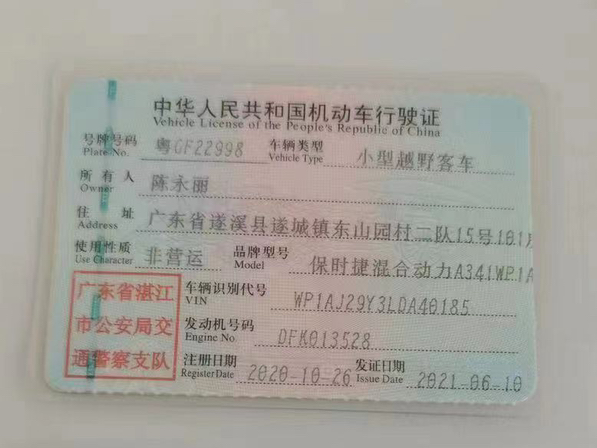 中华人民共和国机动车行驶证
Vehicle License of the People's Republic of China
号牌号码 粤GF22998 车辆类型 小型越野客车
Plate No. Vehicle Type
所有人 陈永丽
Owner
住址 广东省遂溪县遂城镇东山园村二队15号101
Address
使用性质 非营运 品牌型号 保时捷混合动力A341WP1A
Use Character Model
广东省湛江 车辆识别代号 WP1AJ29Y3LDA40185
市公安局交 VIN
通警察支队 发动机号码 DFK013528
Engine No
注册日期 2020-10-26 发证日期 2021-06-10
Register Date Issue Date